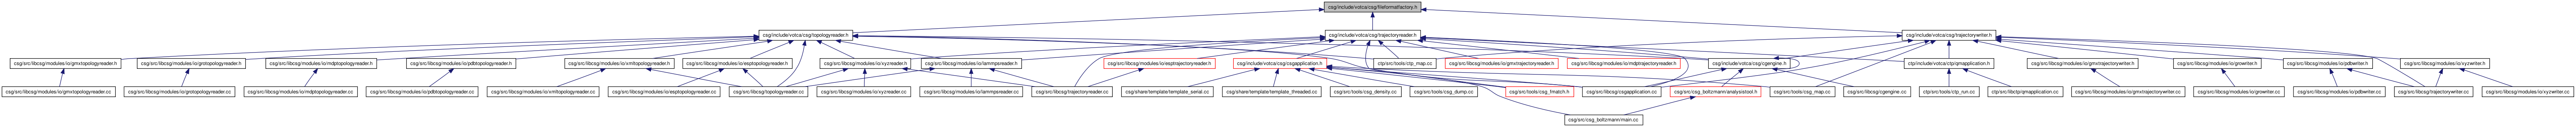 csg/include/votca/csg/fileformatfactory.h
csg/include/votca/csg/topologyreader.h
csg/include/votca/csg/trajectoryreader.h
csg/include/votca/csg/trajectorywriter.h
csg/src/libcsg/modules/io/gmxtopologyreader.h
csg/src/libcsg/modules/io/grotopologyreader.h
csg/src/libcsg/modules/io/mdptopologyreader.h
csg/src/libcsg/modules/io/pdbtopologyreader.h
csg/src/libcsg/modules/io/xmltopologyreader.h
csg/src/libcsg/modules/io/esptopologyreader.h
csg/src/libcsg/modules/io/xyzreader.h
csg/src/libcsg/modules/io/lammpsreader.h
csg/src/libcsg/modules/io/esptrajectoryreader.h
csg/include/votca/csg/csgapplication.h
ctp/src/tools/ctp_map.cc
csg/src/libcsg/modules/io/gmxtrajectoryreader.h
csg/src/libcsg/modules/io/mdptrajectoryreader.h
csg/include/votca/csg/cgengine.h
ctp/include/votca/ctp/qmapplication.h
csg/src/libcsg/modules/io/gmxtrajectorywriter.h
csg/src/libcsg/modules/io/growriter.h
csg/src/libcsg/modules/io/pdbwriter.h
csg/src/libcsg/modules/io/xyzwriter.h
csg/src/libcsg/modules/io/gmxtopologyreader.cc
csg/src/libcsg/modules/io/grotopologyreader.cc
csg/src/libcsg/modules/io/mdptopologyreader.cc
csg/src/libcsg/modules/io/pdbtopologyreader.cc
csg/src/libcsg/modules/io/xmltopologyreader.cc
csg/src/libcsg/modules/io/esptopologyreader.cc
csg/src/libcsg/topologyreader.cc
csg/src/libcsg/modules/io/xyzreader.cc
csg/src/libcsg/modules/io/lammpsreader.cc
csg/src/libcsg/trajectoryreader.cc
csg/share/template/template_serial.cc
csg/share/template/template_threaded.cc
csg/src/tools/csg_density.cc
csg/src/tools/csg_dump.cc
csg/src/tools/csg_fmatch.h
csg/src/libcsg/csgapplication.cc
csg/src/csg_boltzmann/analysistool.h
csg/src/tools/csg_map.cc
csg/src/libcsg/cgengine.cc
ctp/src/tools/ctp_run.cc
ctp/src/libctp/qmapplication.cc
csg/src/libcsg/modules/io/gmxtrajectorywriter.cc
csg/src/libcsg/modules/io/growriter.cc
csg/src/libcsg/modules/io/pdbwriter.cc
csg/src/libcsg/trajectorywriter.cc
csg/src/libcsg/modules/io/xyzwriter.cc
csg/src/csg_boltzmann/main.cc